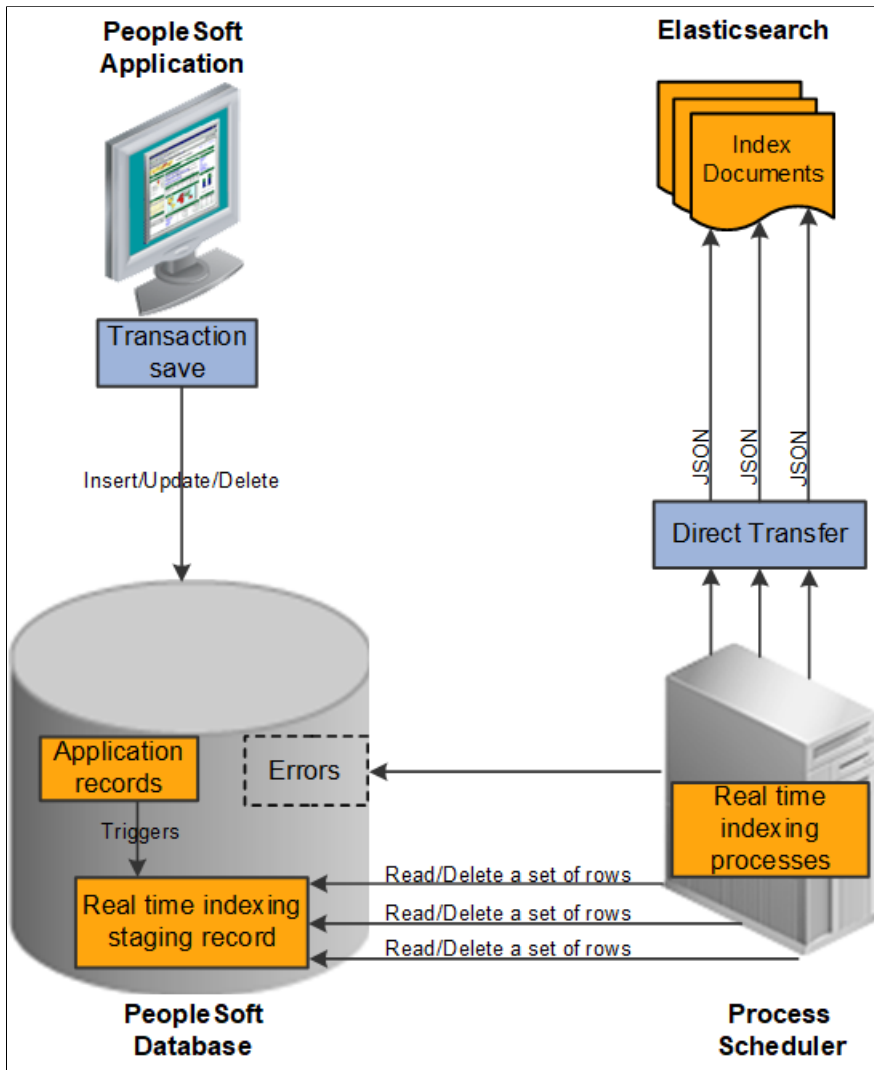 PeopleSoft
Application
Elasticsearch
Index
Documents
Transaction
save
Insert/Update/Delete
JSON
JSON
JSON
Direct Transfer
Application
records
Errors
Triggers
Real time
indexing
processes
Real time indexing
staging record
Read/Delete a set of rows
Read/Delete a set of rows
Read/Delete a set of rows
PeopleSoft
Database
Process
Scheduler